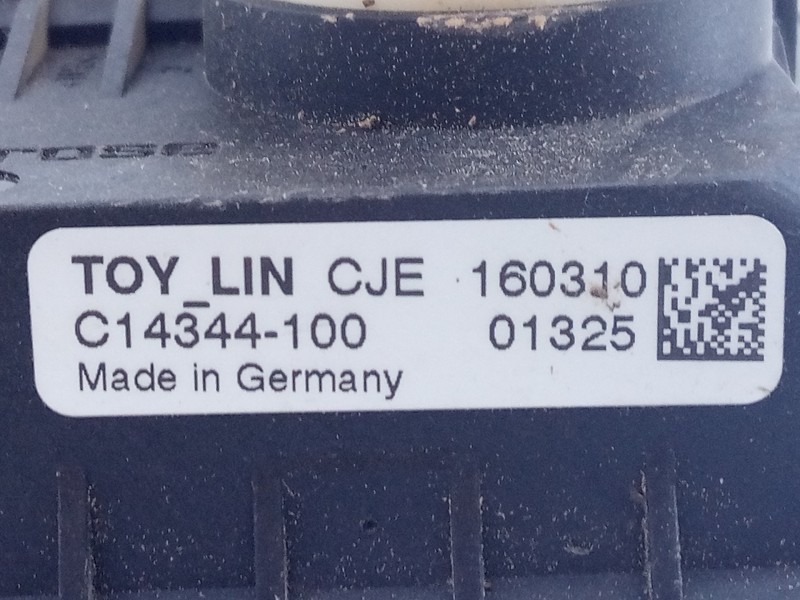 TOY_LIN CJE 160310
C14344-100 01325
Made in Germany